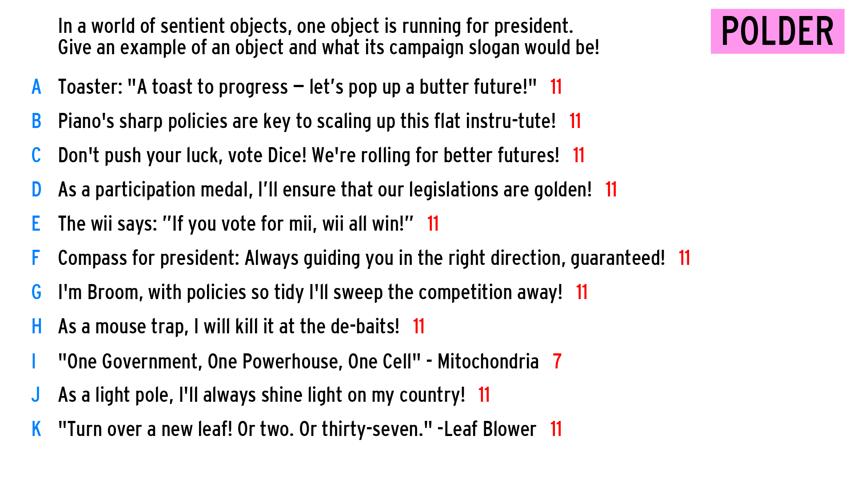 In a world of sentient objects, one object is running for president.
Give an example of an object and what its campaign slogan would be!
POLDER
A Toaster: "A toast to progress – let’s pop up a butter future!" 11
B Piano's sharp policies are key to scaling up this flat instru-tute! 11
C Don't push your luck, vote Dice! We're rolling for better futures! 11
D As a participation medal, I’ll ensure that our legislations are golden! 11
E The wii says: ”If you vote for mii, wii all win!” 11
F Compass for president: Always guiding you in the right direction, guaranteed! 11
G I'm Broom, with policies so tidy I'll sweep the competition away! 11
H As a mouse trap, I will kill it at the de-baits! 11
I "One Government, One Powerhouse, One Cell" - Mitochondria 7
J As a light pole, I'll always shine light on my country! 11
K "Turn over a new leaf! Or two. Or thirty-seven." -Leaf Blower 11